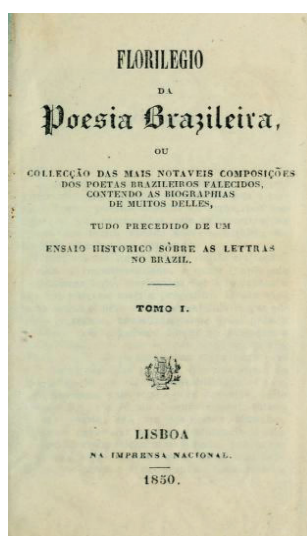 FLORILEGIO
DA
Poesia Brazileira,
OU
COLLECÇÃO DAS MAIS NOTAVEIS COMPOSIÇÕES
DOS POETAS BRAZILEIROS FALECIDOS,
CONTENDO AS BIOGRAPHIAS
DE MUITOS DELLES,
TUDO PRECEDIDO DE UM
ENSAIO HISTORICO SÔBRE AS LETTRAS
NO BRAZIL.
TOMO I.
LISBOA
NA IMPRENSA NACIONAL.
1850.